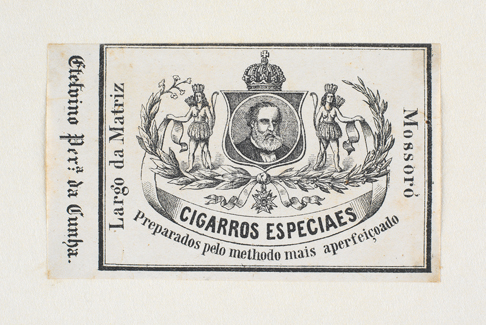 Etelvino Perª. da Cunha.
Largo da Matriz
Mossoró
CIGARROS ESPECIAES
Preparados pelo methodo mais aperfeiçoado